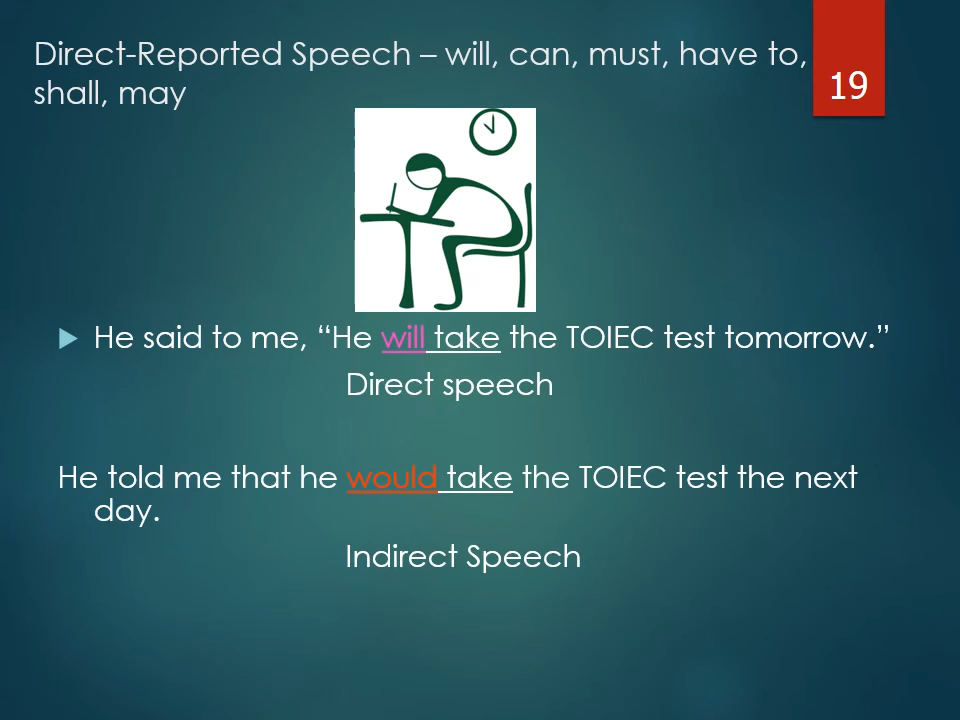 Direct-Reported Speech – will, can, must, have to,
shall, may
19
He said to me, “He will take the TOIEC test tomorrow.”
Direct speech
He told me that he would take the TOIEC test the next
day.
Indirect Speech